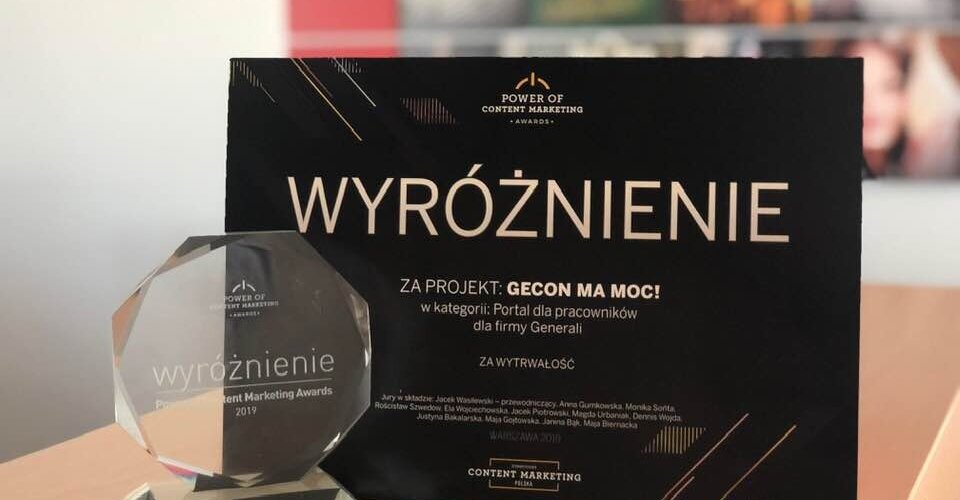 POWER OF
CONTENT MARKETING
• AWARDS •
WYRÓŻNIENIE
ZA PROJEKT: GECON MA MOC!
w kategorii: Portal dla pracowników
dla firmy Generali
ZA WYTRWAŁOŚĆ
Jury w składzie: Jacek Wasilewski – przewodniczący, Anna Gumkowska, Monika Sońta,
Rościsław Szwedow, Ela Wojciechowska, Jacek Piotrowski, Magda Urbaniak, Dennis Wojda,
Justyna Bakalarska, Maja Gojtowska, Janina Bąk, Maja Biernacka
WARSZAWA 2019
CONTENT MARKETING
POLSKA
POWER OF
CONTENT MARKETING
• AWARDS •
wyróżnienie
Content Marketing Awards
2019